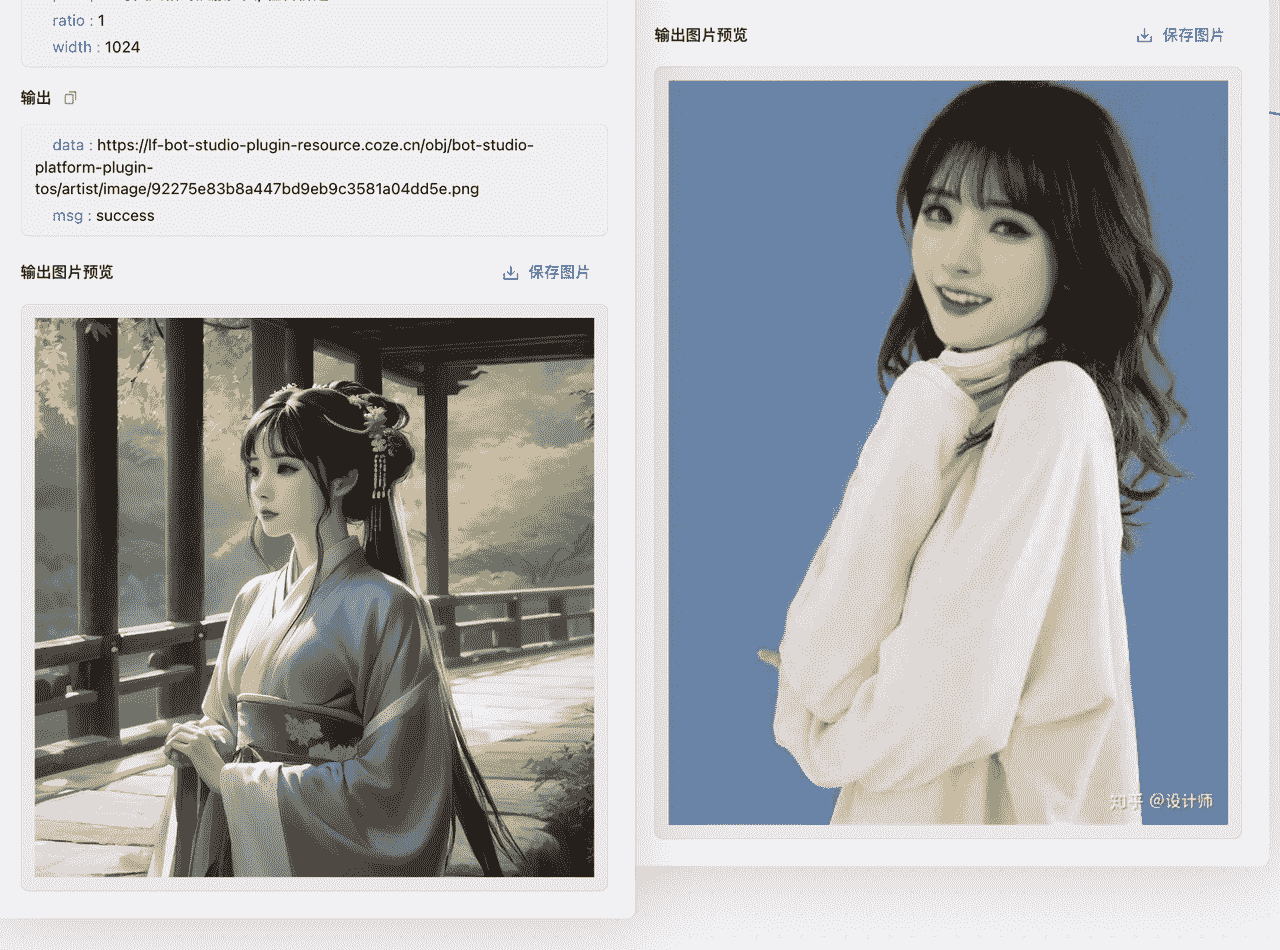 ratio : 1
width : 1024
输出
data : https://lf-bot-studio-plugin-resource.coze.cn/obj/bot-studio-
platform-plugin-
tos/artist/image/92275e83b8a447bd9eb9c3581a04dd5e.png
msg : success
输出图片预览 保存图片
输出图片预览 保存图片
知乎 @设计师